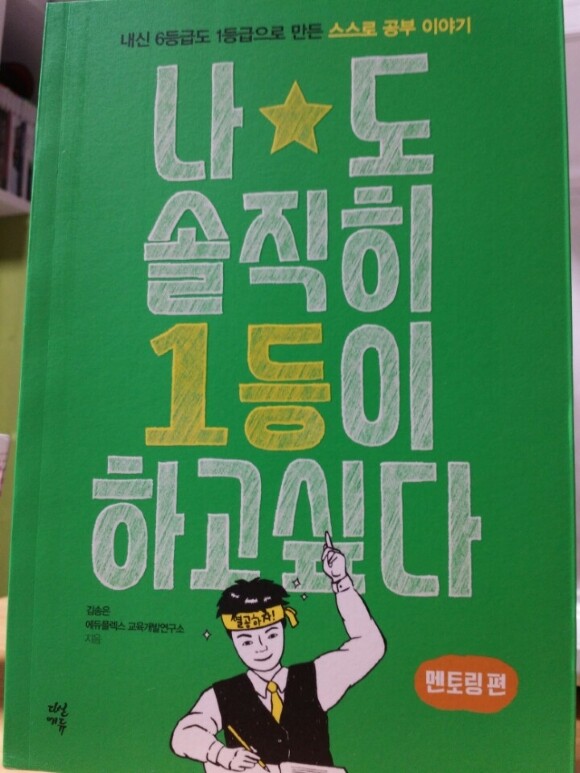 내신 6등급도 1등급으로 만든 스스로 공부 이야기
나★도
솔직히
1등이
하고싶다
김송은
에듀플렉스 교육개발연구소
지음
열공하자!
멘토링 편
다산
에듀